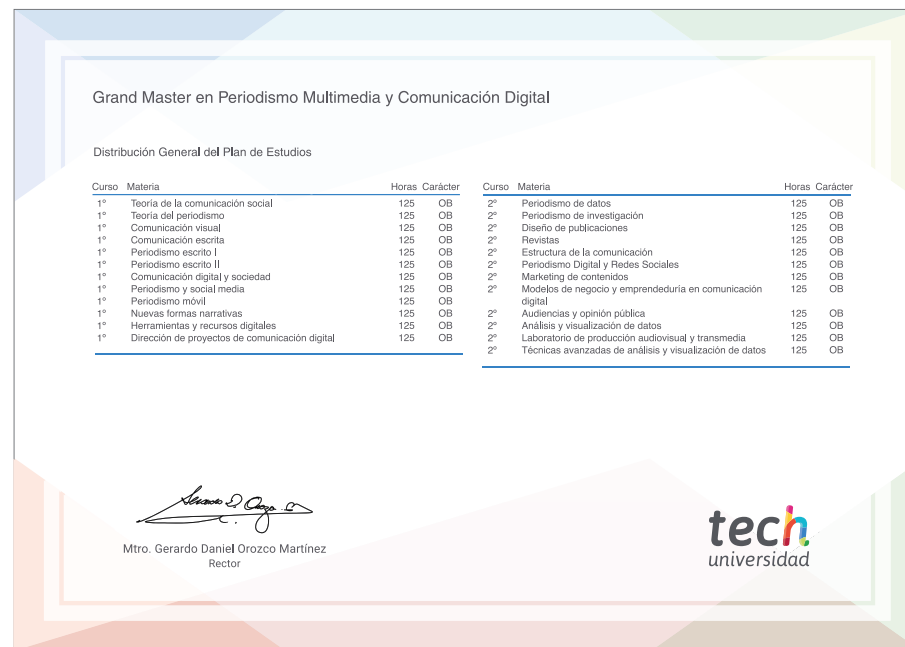 Grand Master en Periodismo Multimedia y Comunicación Digital
Distribución General del Plan de Estudios
Curso Materia Horas Carácter
1º Teoría de la comunicación social 125 OB
1º Teoría del periodismo 125 OB
1º Comunicación visual 125 OB
1º Comunicación escrita 125 OB
1º Periodismo escrito I 125 OB
1º Periodismo escrito II 125 OB
1º Comunicación digital y sociedad 125 OB
1º Periodismo y social media 125 OB
1º Periodismo móvil 125 OB
1º Nuevas formas narrativas 125 OB
1º Herramientas y recursos digitales 125 OB
1º Dirección de proyectos de comunicación digital 125 OB
Curso Materia Horas Carácter
2º Periodismo de datos 125 OB
2º Periodismo de investigación 125 OB
2º Diseño de publicaciones 125 OB
2º Revistas 125 OB
2º Estructura de la comunicación 125 OB
2º Periodismo Digital y Redes Sociales 125 OB
2º Marketing de contenidos 125 OB
2º Modelos de negocio y emprendeduría en comunicación 125 OB
digital
2º Audiencias y opinión pública 125 OB
2º Análisis y visualización de datos 125 OB
2º Laboratorio de producción audiovisual y transmedia 125 OB
2º Técnicas avanzadas de análisis y visualización de datos 125 OB
Mtro. Gerardo Daniel Orozco Martínez
Rector
tech
universidad